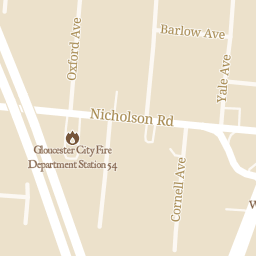 Barlow Ave
Oxford Ave
Yale Ave
Nicholson Rd
Gloucester City Fire
Department Station 54
Cornell Ave